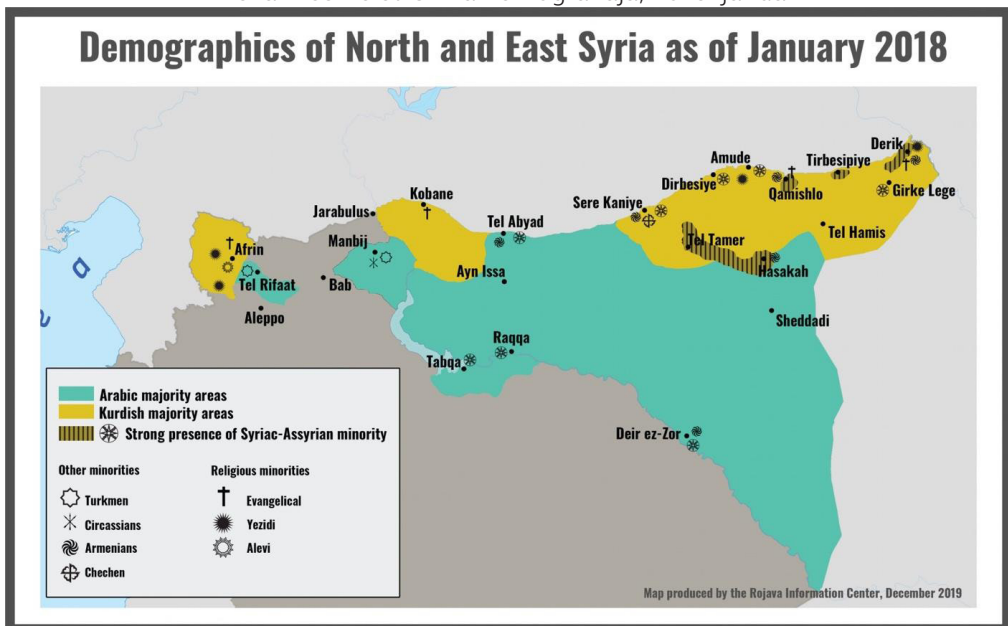 Demographics of North and East Syria as of January 2018
Derik
Amude
Tirbesipiye
Dirbesiye
Qamishlo
Girke Lege
Kobane
Sere Kaniye
Jarabulus
Tel Abyad
Tel Hamis
Manbij
Tel Tamer
Afrin
Hasakah
Ayn Issa
Tel Rifaat
Bab
Aleppo
Sheddadi
Raqqa
Tabqa
Deir ez-Zor
a
Arabic majority areas
Kurdish majority areas
Strong presence of Syriac-Assyrian minority
Other minorities
Turkmen
Circassians
Armenians
Chechen
Religious minorities
Evangelical
Yezidi
Alevi
Map produced by the Rojava Information Center, December 2019